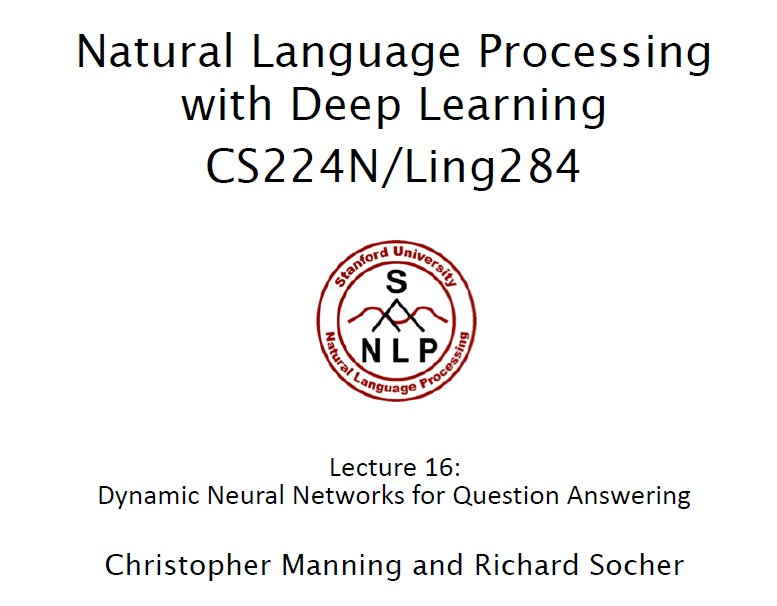 Natural Language Processing
with Deep Learning
CS224N/Ling284
Stanford University
S
N L P
Natural Language Processing
Lecture 16:
Dynamic Neural Networks for Question Answering
Christopher Manning and Richard Socher